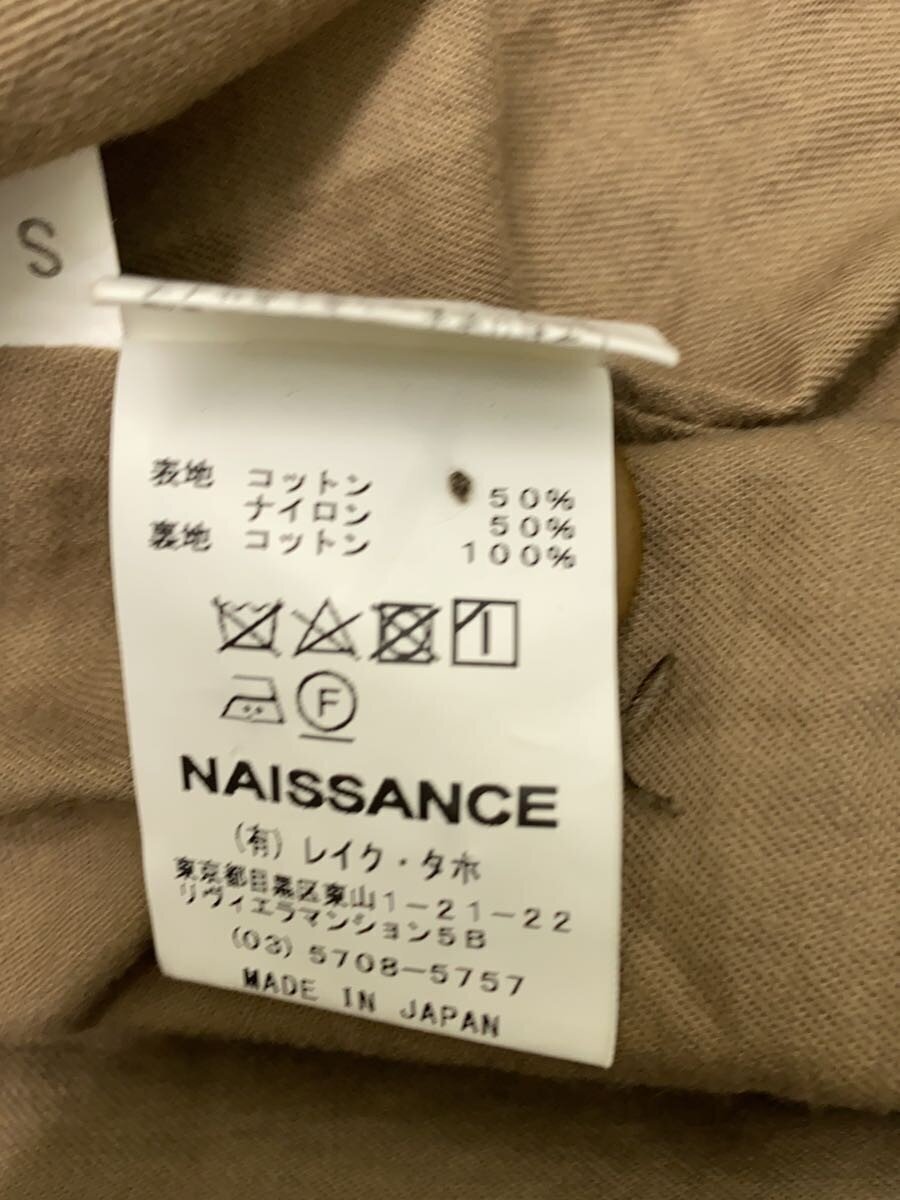 S
表地 コットン 50%
ナイロン 50%
裏地 コットン 100%
F
NAISSANCE
(有) レイク・タホ
東京都目黒区東山1-21-22
リヴィエラマンション5B
(03) 5708-5757
MADE IN JAPAN